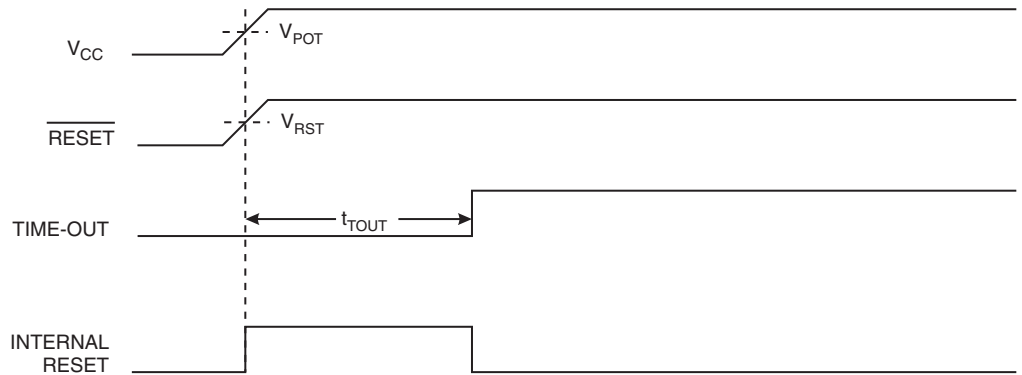 V_CC
V_POT
RESET
V_RST
TIME-OUT
t_TOUT
INTERNAL
RESET